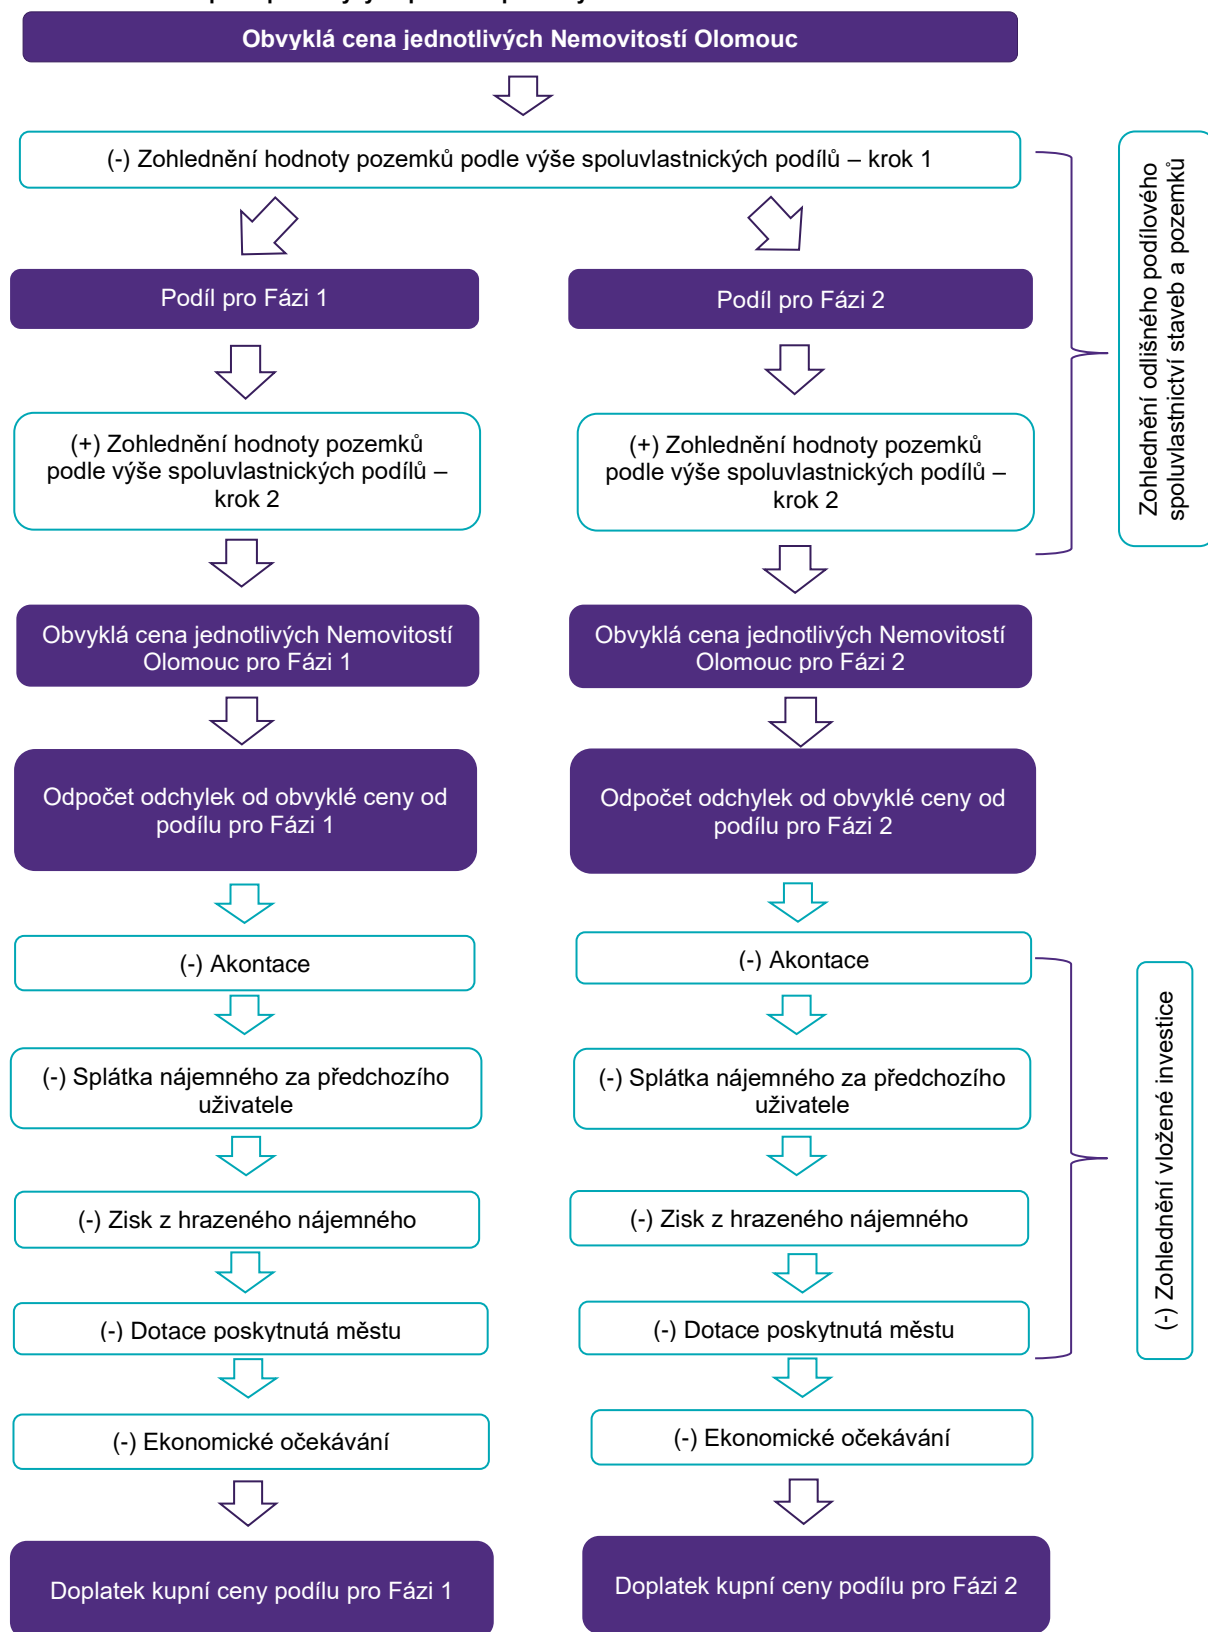 Obvyklá cena jednotlivých Nemovitostí Olomouc
(-) Zohlednění hodnoty pozemků podle výše spoluvlastnických podílů – krok 1
Podíl pro Fázi 1
Podíl pro Fázi 2
(+) Zohlednění hodnoty pozemků
podle výše spoluvlastnických podílů –
krok 2
(+) Zohlednění hodnoty pozemků
podle výše spoluvlastnických podílů –
krok 2
Zohlednění odlišného podílového
spoluvlastnictví staveb a pozemků
Obvyklá cena jednotlivých Nemovitostí
Olomouc pro Fázi 1
Obvyklá cena jednotlivých Nemovitostí
Olomouc pro Fázi 2
Odpočet odchylek od obvyklé ceny od
podílu pro Fázi 1
Odpočet odchylek od obvyklé ceny od
podílu pro Fázi 2
(-) Akontace
(-) Akontace
(-) Splátka nájemného za předchozího
uživatele
(-) Splátka nájemného za předchozího
uživatele
(-) Zisk z hrazeného nájemného
(-) Zisk z hrazeného nájemného
(-) Dotace poskytnutá městu
(-) Dotace poskytnutá městu
(-) Zohlednění vložené investice
(-) Ekonomické očekávání
(-) Ekonomické očekávání
Doplatek kupní ceny podílu pro Fázi 1
Doplatek kupní ceny podílu pro Fázi 2